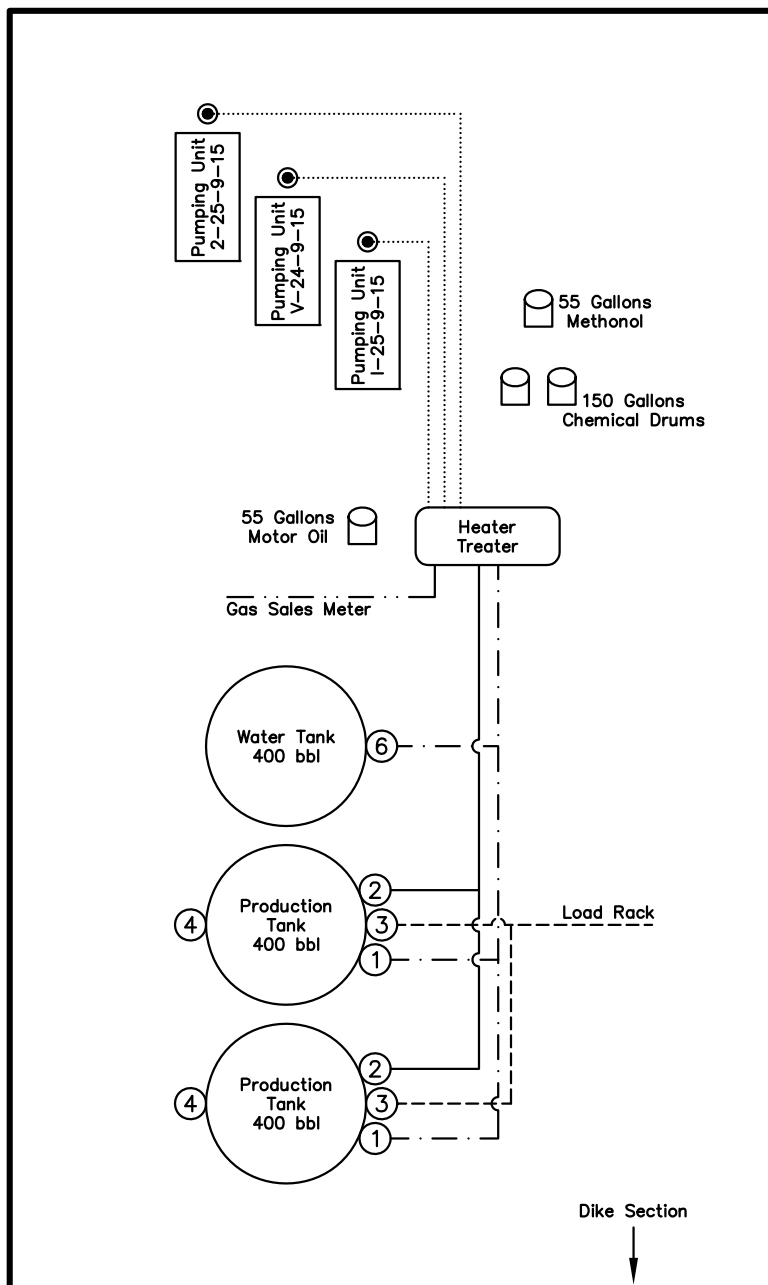 Pumping Unit
2-25-9-15
Pumping Unit
V-24-9-15
Pumping Unit
I-25-9-15
55 Gallons
Methonol
150 Gallons
Chemical Drums
55 Gallons
Motor Oil
Heater
Treater
Gas Sales Meter
Water Tank
400 bbl
6
Production
Tank
400 bbl
4
2
3
1
Load Rack
Production
Tank
400 bbl
4
2
3
1
Dike Section